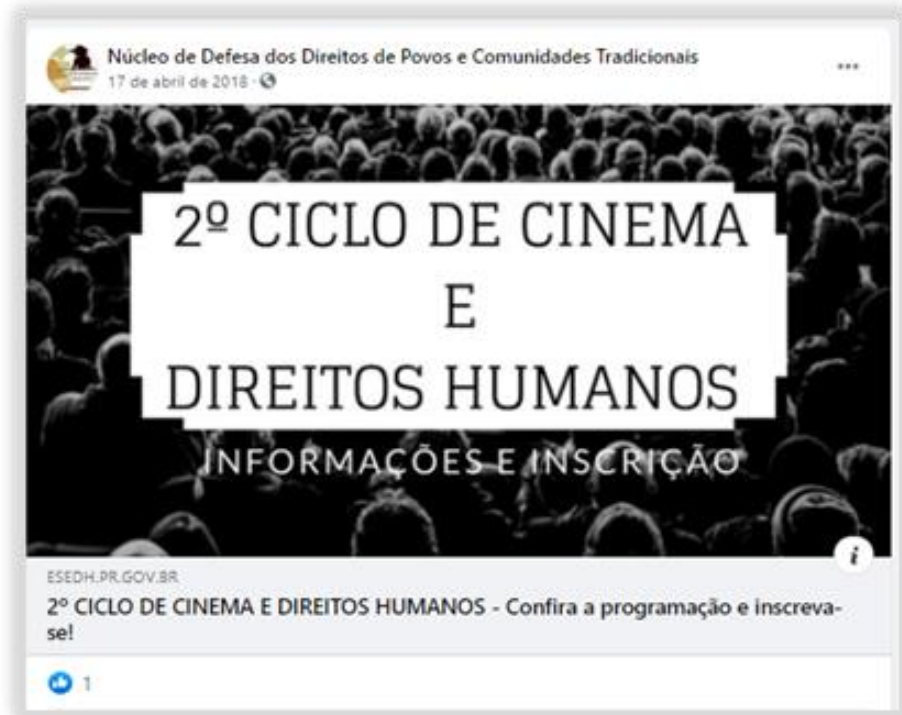 Núcleo de Defesa dos Direitos de Povos e Comunidades Tradicionais
17 de abril de 2018 ·
2º CICLO DE CINEMA
E
DIREITOS HUMANOS
INFORMAÇÕES E INSCRIÇÃO
i
ESEDH.PR.GOV.BR
2º CICLO DE CINEMA E DIREITOS HUMANOS - Confira a programação e inscreva-
se!
1